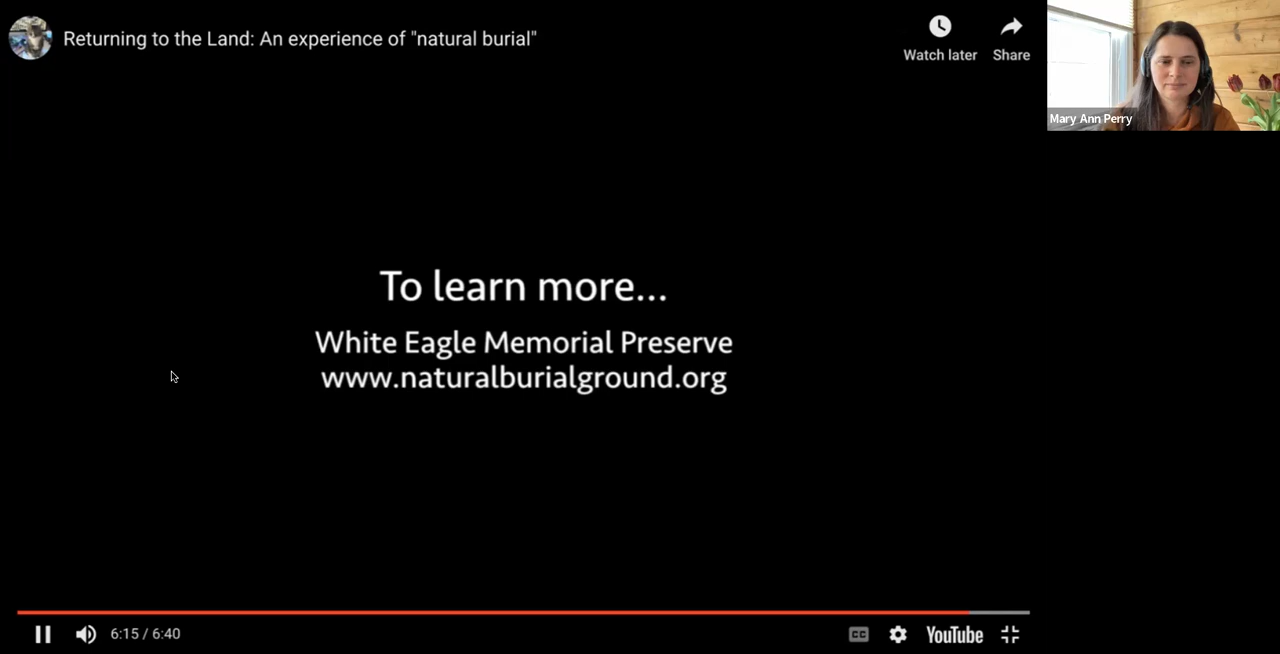 Returning to the Land: An experience of "natural burial"
Watch later
Share
Mary Ann Perry
To learn more...
White Eagle Memorial Preserve
www.naturalburialground.org
6:15 / 6:40
CC
YouTube